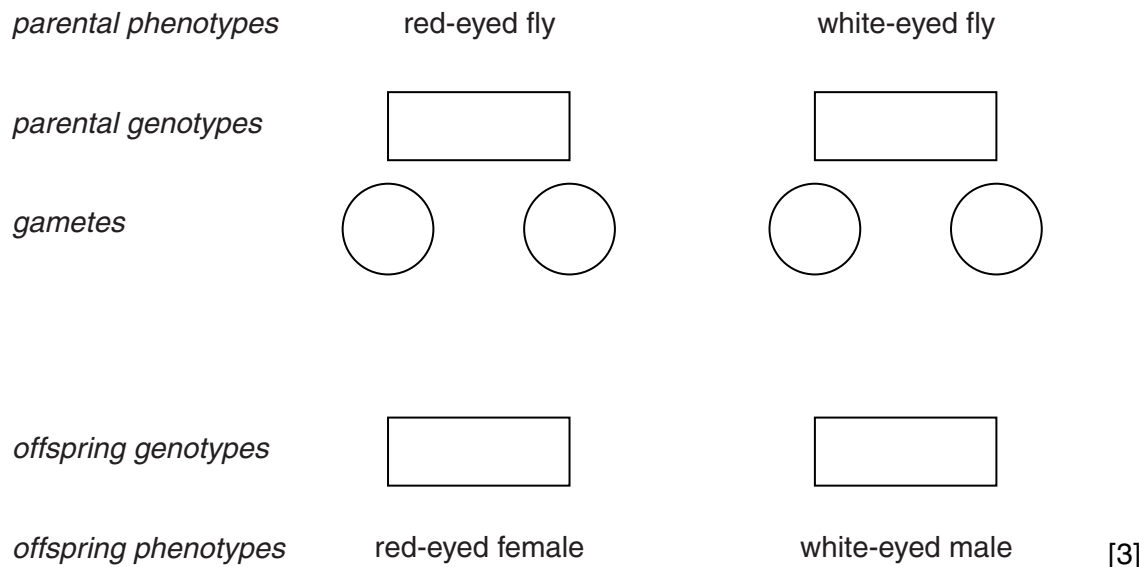 parental phenotypes red-eyed fly white-eyed fly
parental genotypes
gametes
offspring genotypes
offspring phenotypes red-eyed female white-eyed male [3]